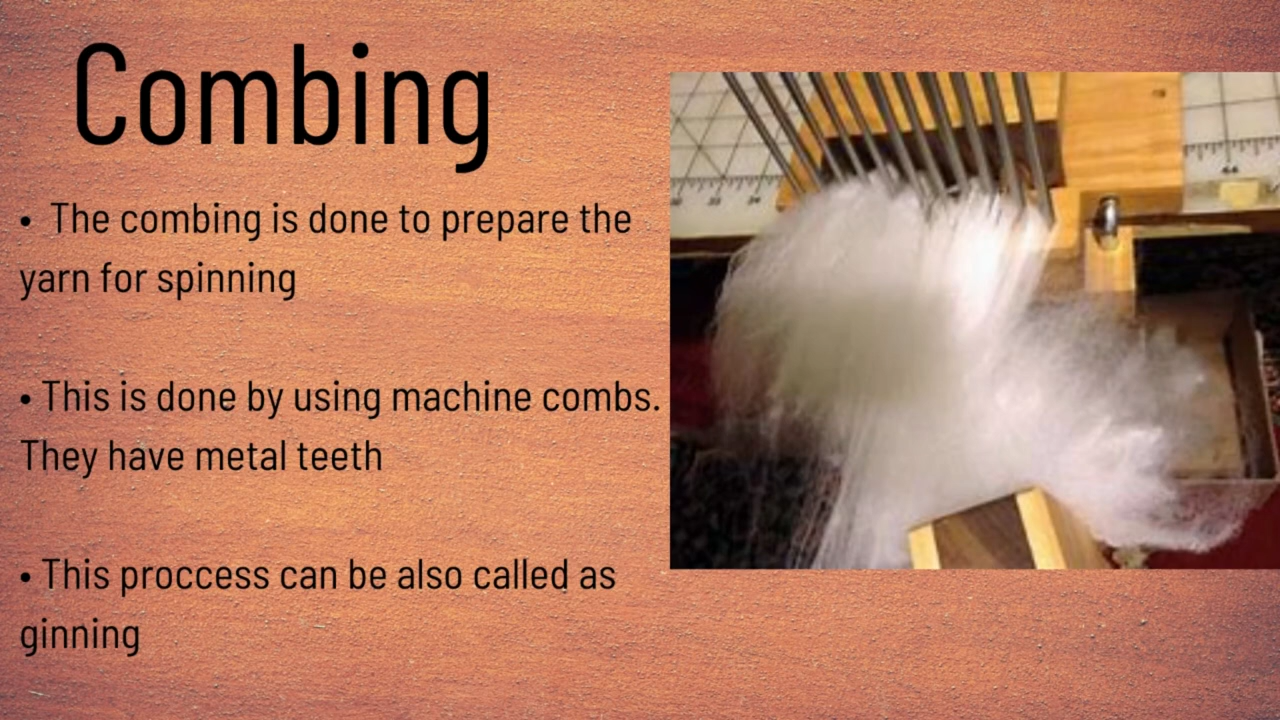 Combing
• The combing is done to prepare the
yarn for spinning
• This is done by using machine combs.
They have metal teeth
• This proccess can be also called as
ginning